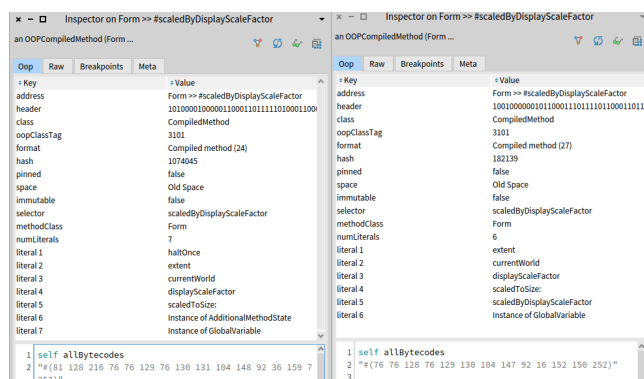 Inspector on Form >> #scaledByDisplayScaleFactor
an OOPCompiledMethod (Form ...
Oop Raw Breakpoints Meta
Key Value
address Form >> #scaledByDisplayScaleFactor
header
class CompiledMethod
oopClassTag 3101
format Compiled method (24)
hash 1074045
pinned false
space Old Space
immutable false
selector scaledByDisplayScaleFactor
methodClass Form
numLiterals 7
literal 1 haltOnce
literal 2 extent
literal 3 currentWorld
literal 4 displayScaleFactor
literal 5 scaledToSize:
literal 6 Instance of AdditionalMethodState
literal 7 Instance of GlobalVariable
1 self allBytecodes
2 "#(81 128 216 76 76 129 76 130 131 104 148 92 36 159 7
Inspector on Form >> #scaledByDisplayScaleFactor
an OOPCompiledMethod (Form ...
Oop Raw Breakpoints Meta
Key Value
address Form >> #scaledByDisplayScaleFactor
header
class CompiledMethod
oopClassTag 3101
format Compiled method (27)
hash 182139
pinned false
space Old Space
immutable false
selector scaledByDisplayScaleFactor
methodClass Form
numLiterals 6
literal 1 extent
literal 2 currentWorld
literal 3 displayScaleFactor
literal 4 scaledToSize:
literal 5 scaledByDisplayScaleFactor
literal 6 Instance of GlobalVariable
1 self allBytecodes
2 "#(76 76 128 76 129 130 104 147 92 16 152 150 252)"
3